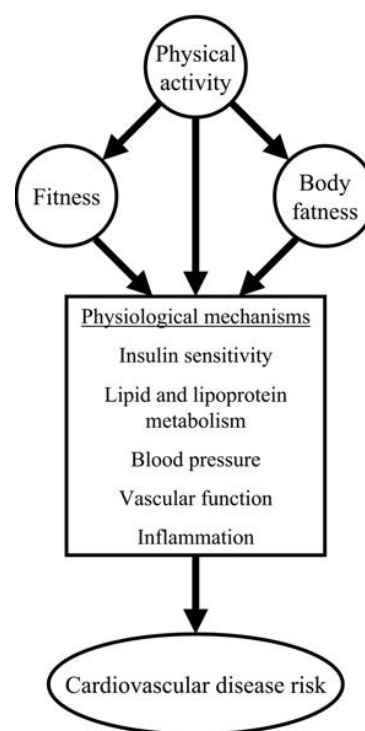 Physical
activity
Fitness
Body
fatness
Physiological mechanisms
Insulin sensitivity
Lipid and lipoprotein
metabolism
Blood pressure
Vascular function
Inflammation
Cardiovascular disease risk